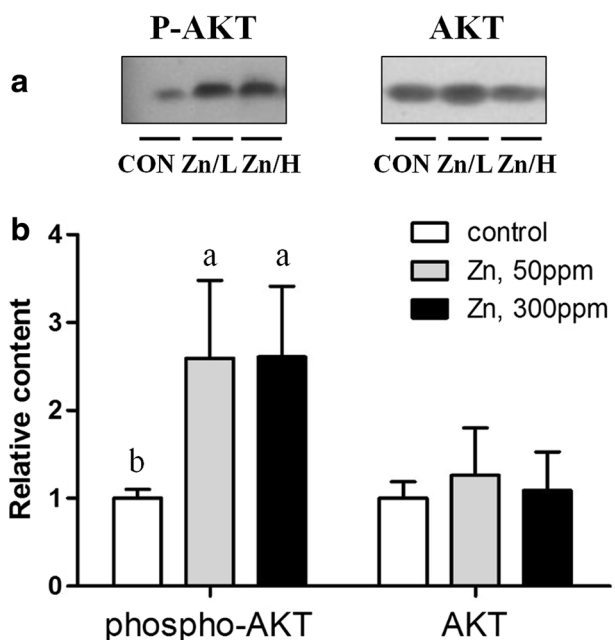 P-AKT AKT
a
CON Zn/L Zn/H CON Zn/L Zn/H
b
control
Zn, 50ppm
Zn, 300ppm
Relative content
4
3
2
1
0
b a a
phospho-AKT AKT